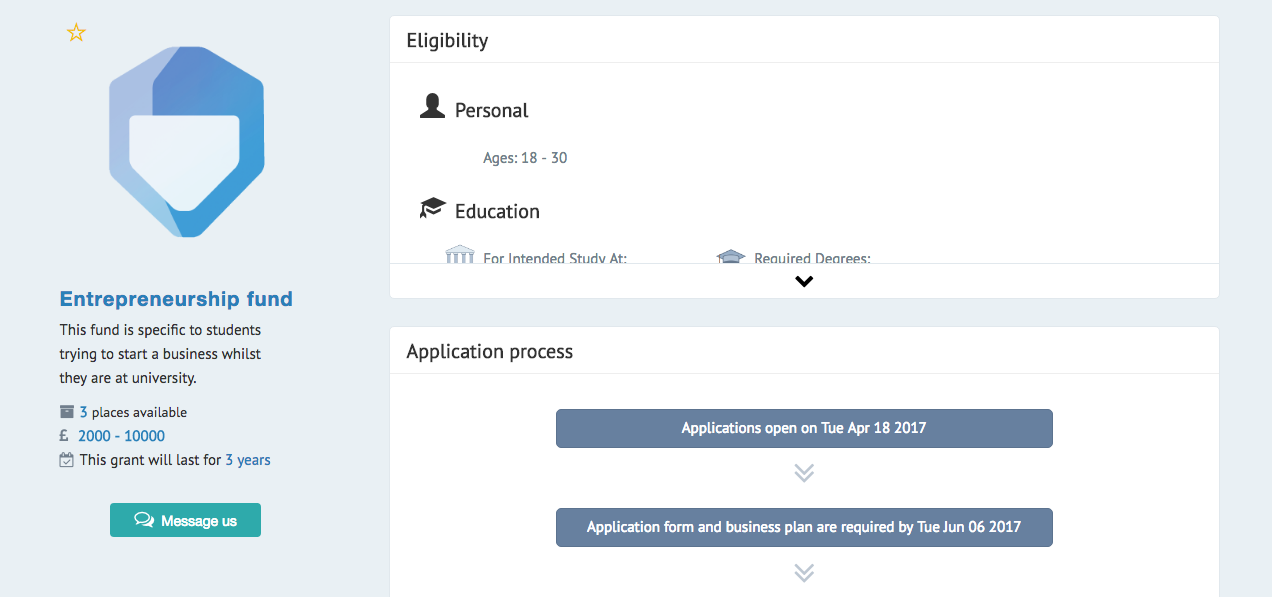 Entrepreneurship fund
This fund is specific to students
trying to start a business whilst
they are at university.
3 places available
£ 2000 - 10000
This grant will last for 3 years
Message us
Eligibility
Personal
Ages: 18 - 30
Education
For Intended Study At:
Required Degrees:
Application process
Applications open on Tue Apr 18 2017
Application form and business plan are required by Tue Jun 06 2017